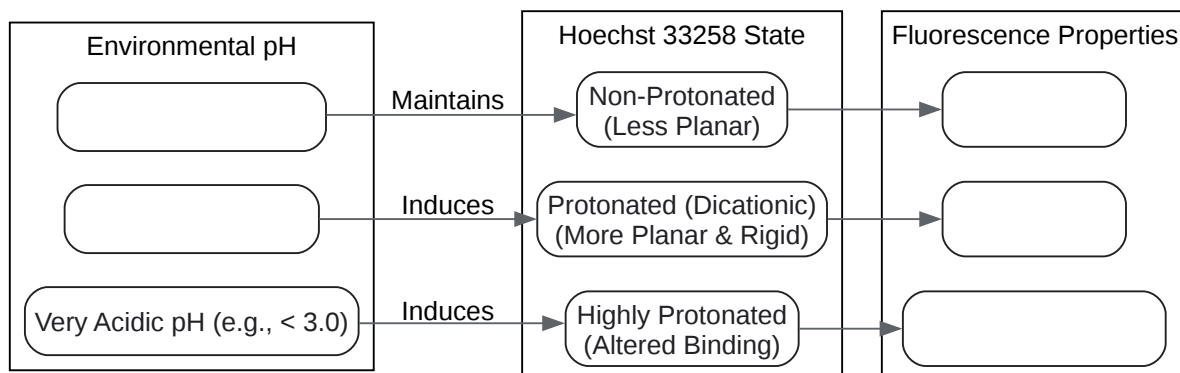 Environmental pH
Hoechst 33258 State
Fluorescence Properties
Maintains
Non-Protonated
(Less Planar)
Induces
Protonated (Dicationic)
(More Planar & Rigid)
Very Acidic pH (e.g., < 3.0)
Induces
Highly Protonated
(Altered Binding)